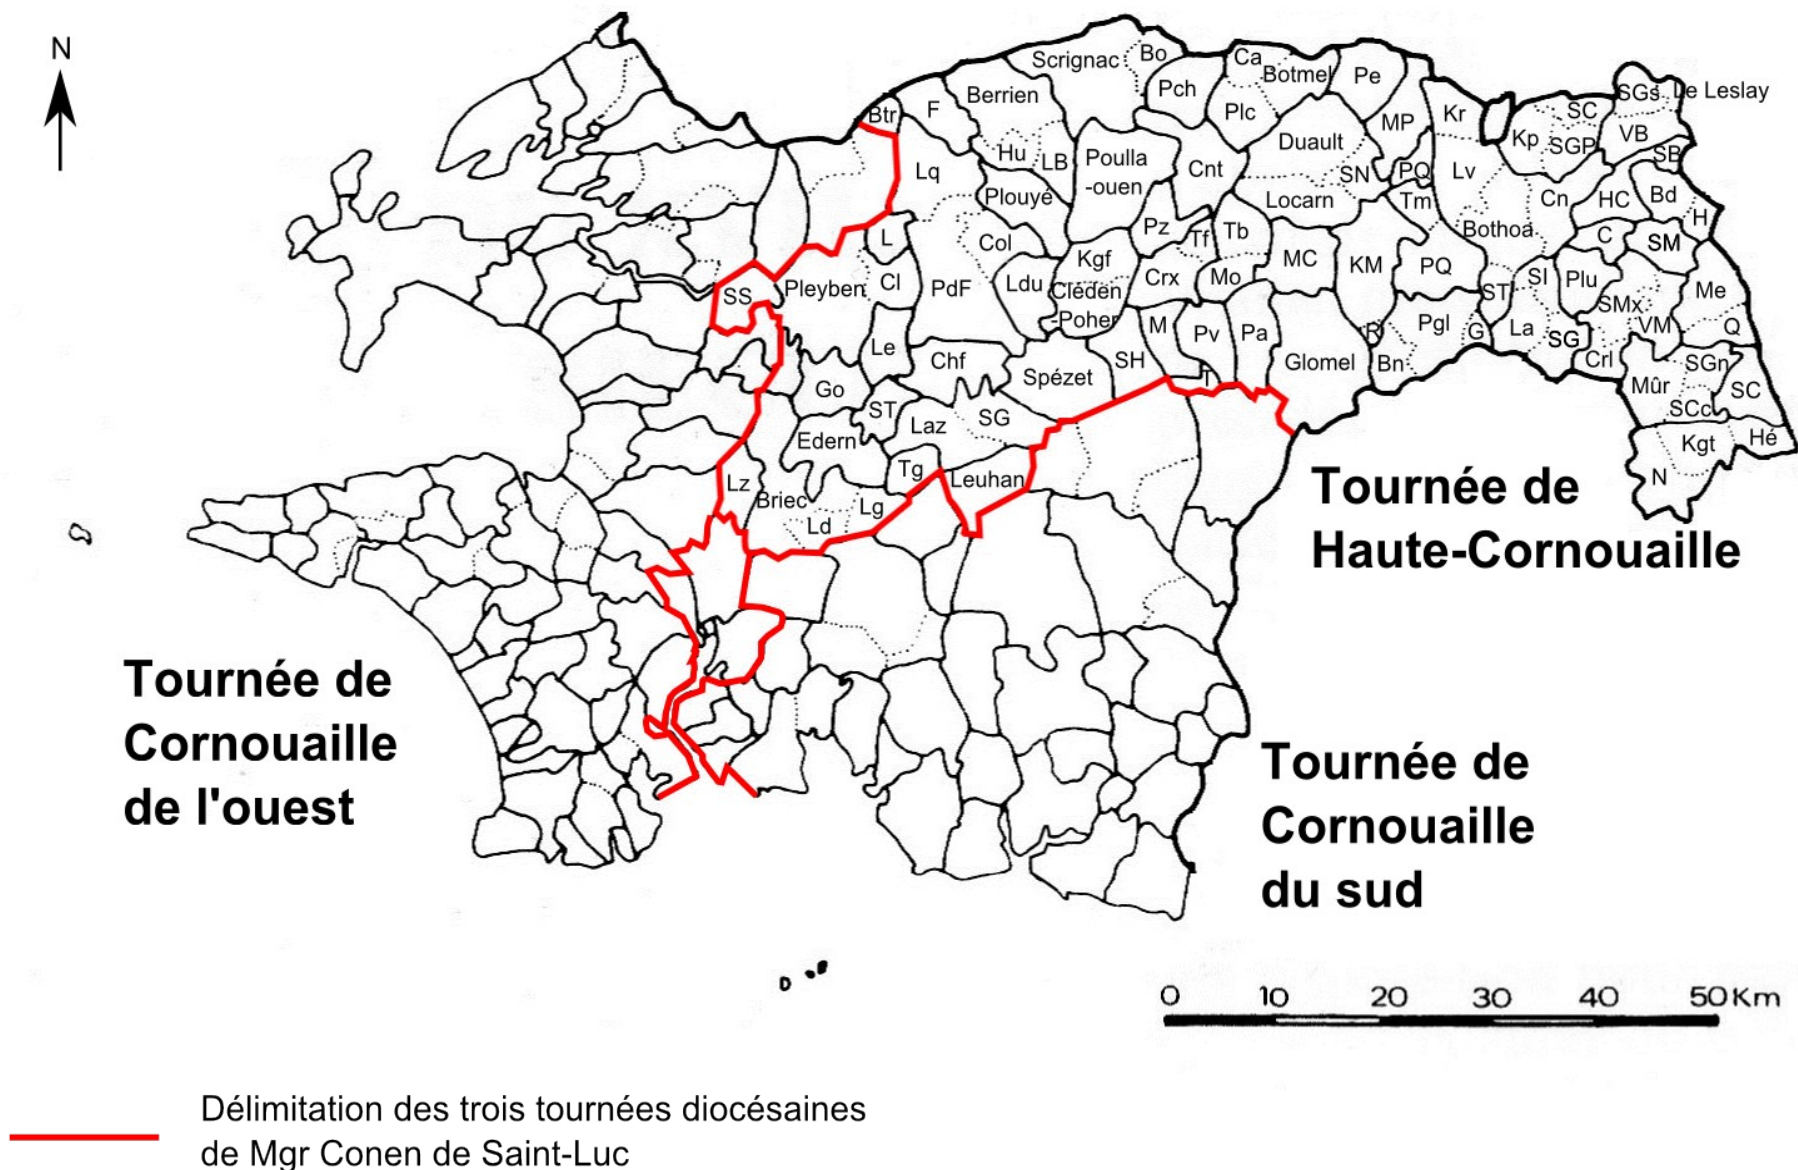 N
Scrignac
Bo
Ca
Botmel
Pe
Pch
Berrien
F
Btr
Plc
MP
Kr
SC
SGs
Le Leslay
Kp
SGP
VB
SB
Duault
Hu
LB
Poulla
-ouen
Cnt
SN
PQ
Lv
Lq
Plouyé
Locarn
Tm
Cn
HC
Bd
H
L
Col
Pz
Tf
Tb
Bothoa
C
SM
Kgf
MC
KM
PQ
SS
Pleyben
Cl
PdF
Ldu
Cléden
-Poher
Crx
Mo
ST
Sl
Plu
SMx
Me
Le
Chf
Spézet
SH
M
Pv
Pa
Glomel
R
Pgl
G
La
SG
VM
Q
Bn
Crl
SGn
Go
T
Mûr
SC
SCc
ST
Laz
SG
Edern
Kgt
Hé
Tg
Leuhan
N
Lz
Briec
Lg
Ld
Tournée de
Haute-Cornouaille
Tournée de
Cornouaille
de l'ouest
Tournée de
Cornouaille
du sud
0 10 20 30 40 50 Km
Délimitation des trois tournées diocésaines
de Mgr Conen de Saint-Luc